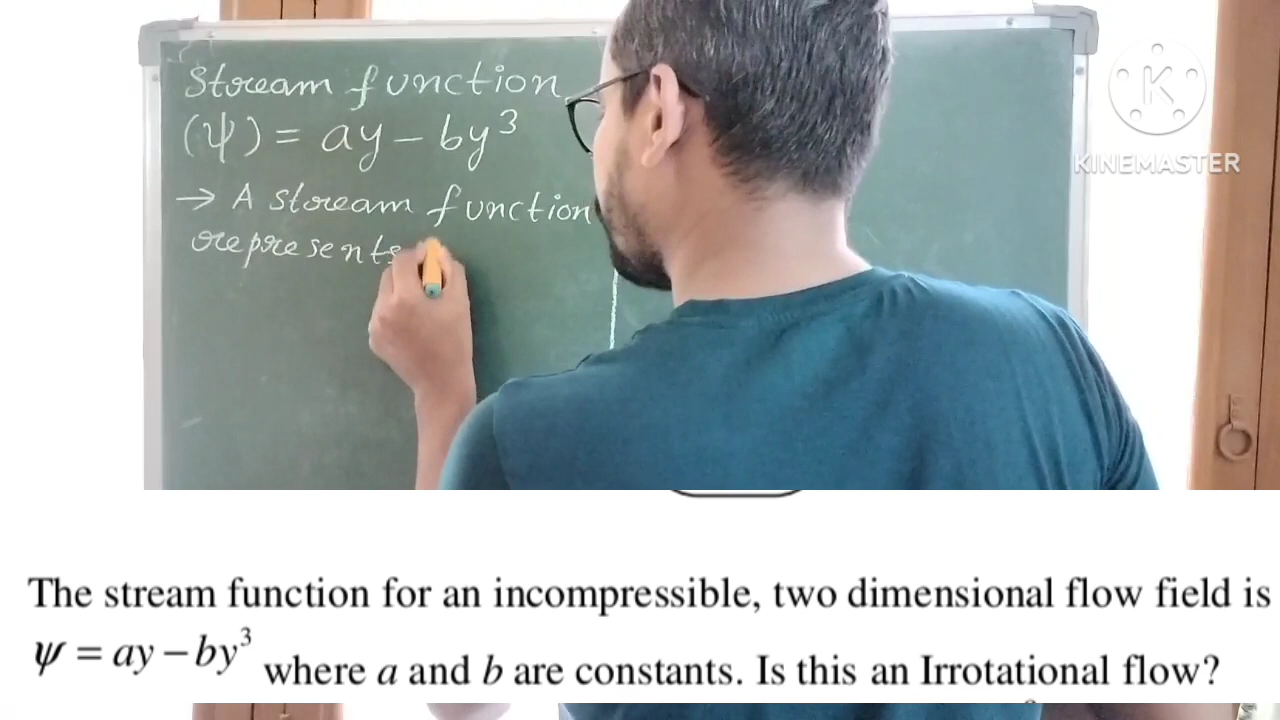 Stream function
(ψ) = ay - by³
→ A stream function
represents
K
KINEMASTER
The stream function for an incompressible, two dimensional flow field is
ψ = ay − by³ where a and b are constants. Is this an Irrotational flow?